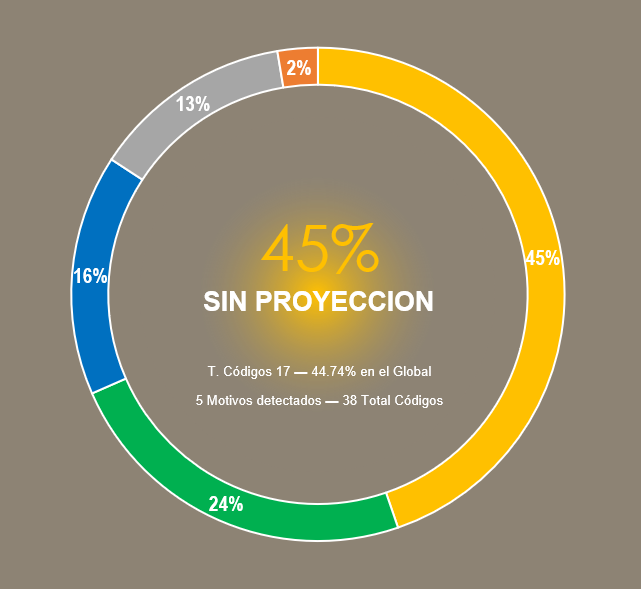 2%
13%
45%
SIN PROYECCION
45%
16%
T. Códigos 17 — 44.74% en el Global
5 Motivos detectados — 38 Total Códigos
24%